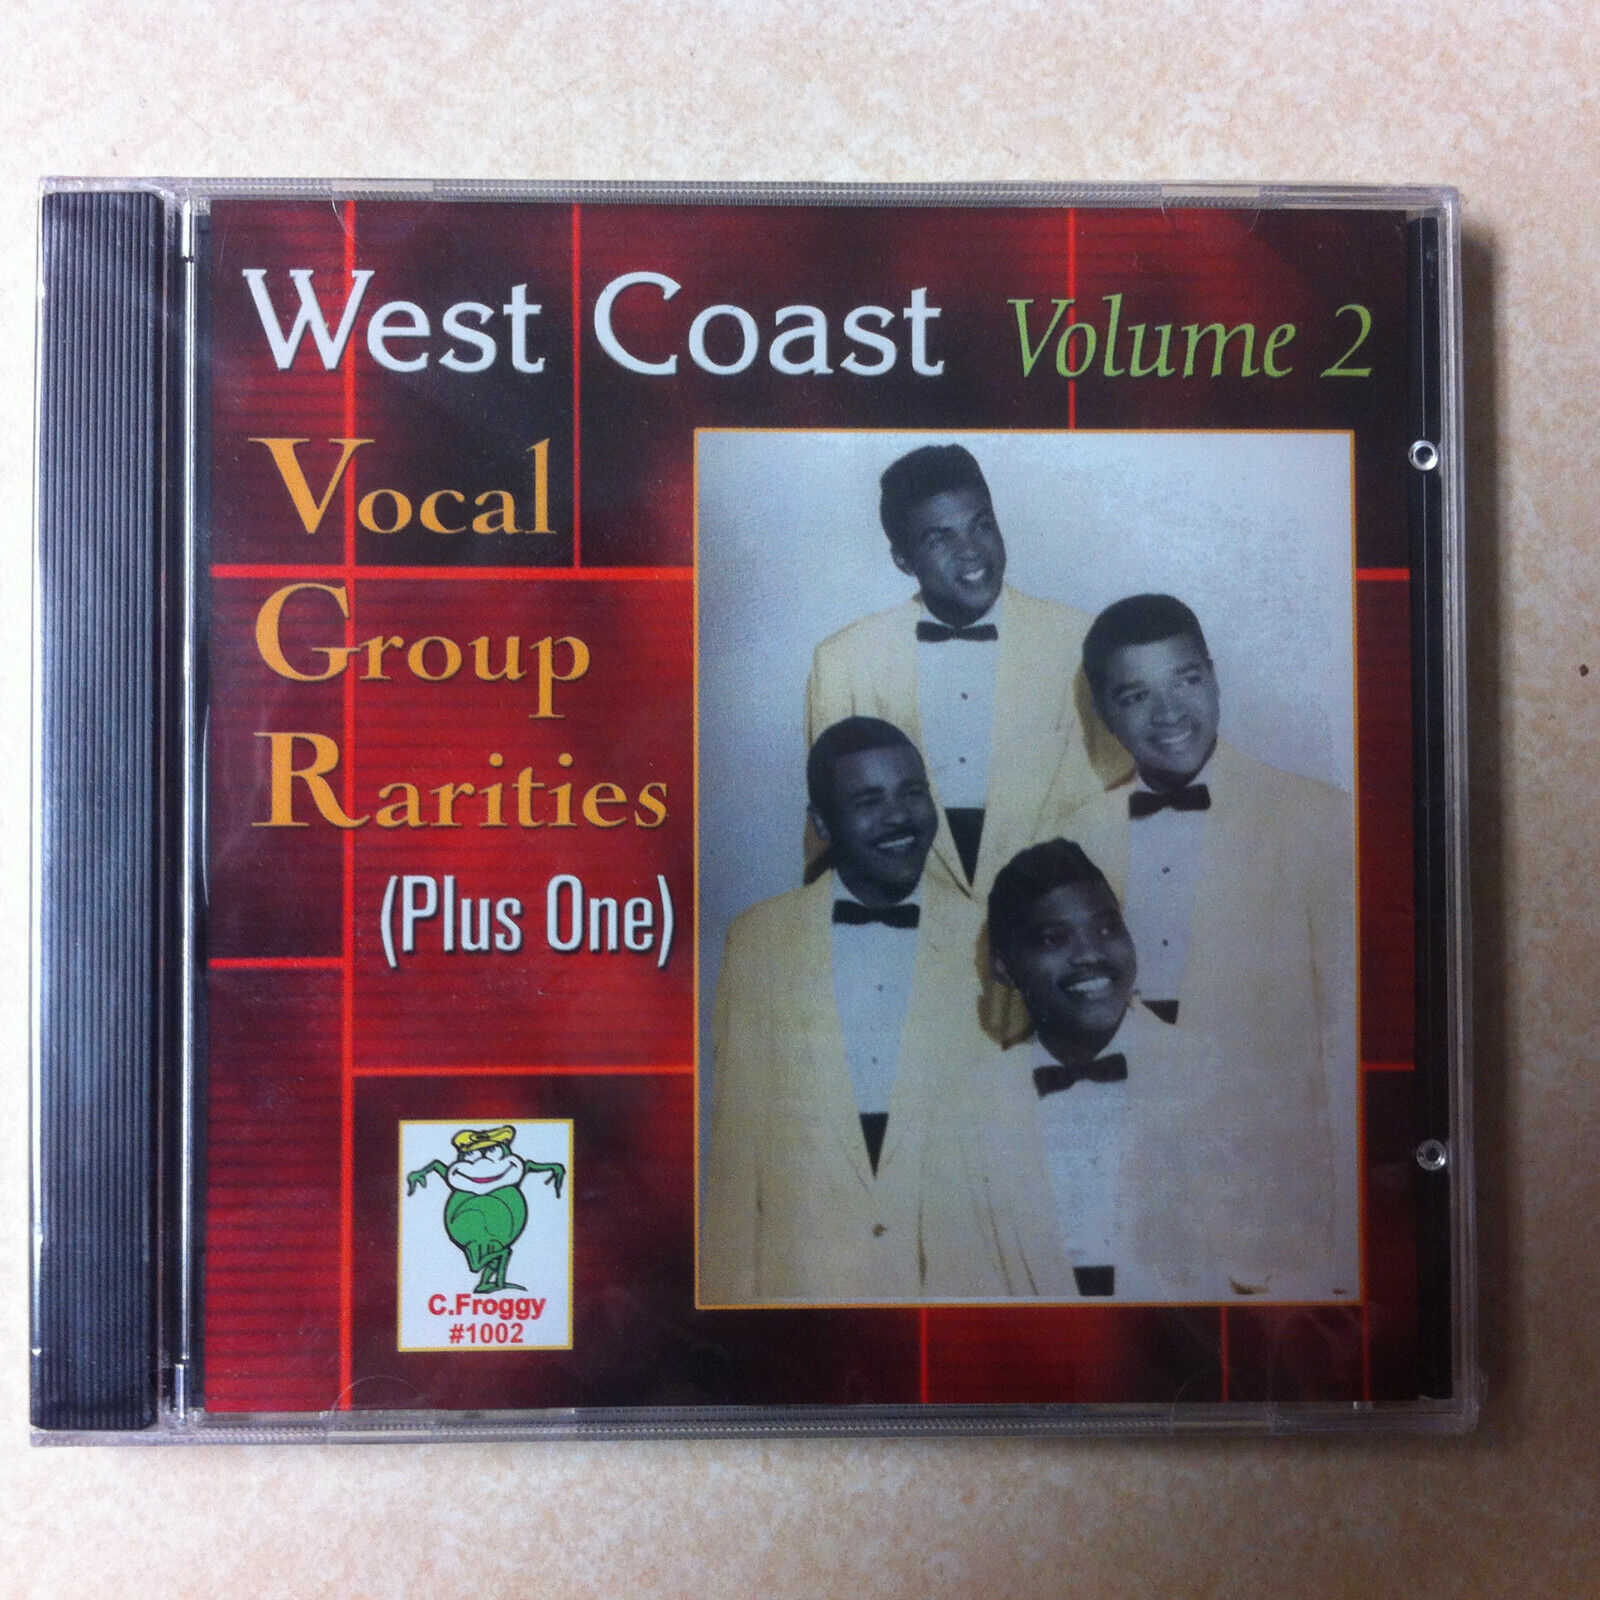 West Coast Volume 2
Vocal
Group
Rarities
(Plus One)
C.Froggy
#1002